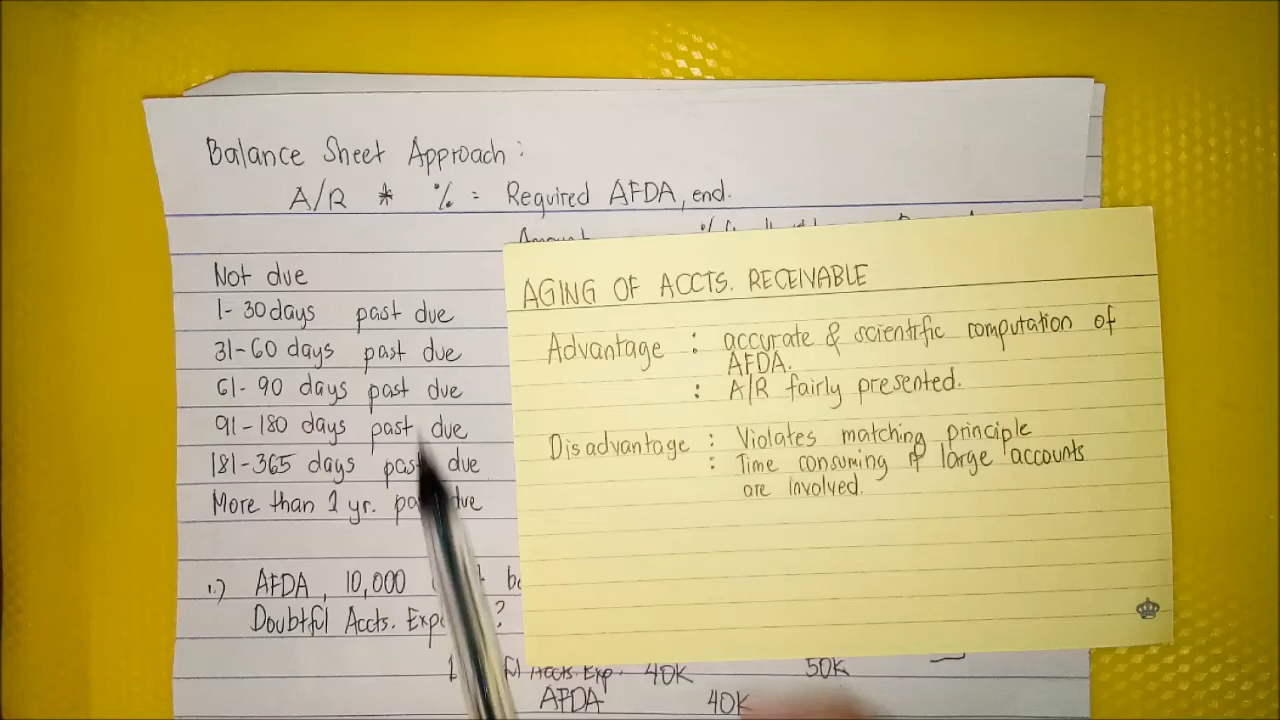 Balance Sheet Approach:
A/R * % = Required AFDA, end.
Not due
1-30 days past due
31-60 days past due
61-90 days past due
91-180 days past due
181-365 days past due
More than 1 yr. past due
1.) AFDA, 10,000
Doubtful Accts.
Accts. Exp. 40K 50K
AFDA 40K
AGING OF ACCTS. RECEIVABLE
Advantage : accurate & scientific computation of
AFDA.
: A/R fairly presented.
Disadvantage : Violates matching principle
: Time consuming if large accounts
are involved.